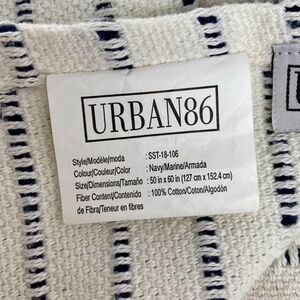 URBAN86
Style/Modèle/moda : SST-18-106
Colour/Couleur/Color : Navy/Marine/Armada
Size/Dimensions/Tamaño : 50 in x 60 in (127 cm x 152.4 cm)
Fiber Content/Contenido : 100% Cotton/Coton/Algodón
de Fibra/Teneur en fibres